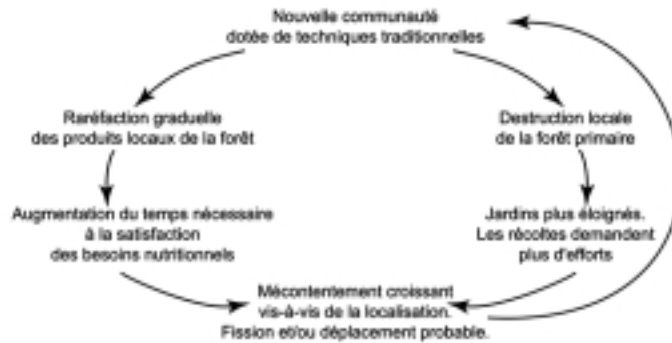 Nouvelle communauté
dotée de techniques traditionnelles
Raréfaction graduelle
des produits locaux de la forêt
Destruction locale
de la forêt primaire
Augmentation du temps nécessaire
à la satisfaction
des besoins nutritionnels
Jardins plus éloignés.
Les récoltes demandent
plus d'efforts
Mécontentement croissant
vis-à-vis de la localisation.
Fission et/ou déplacement probable.